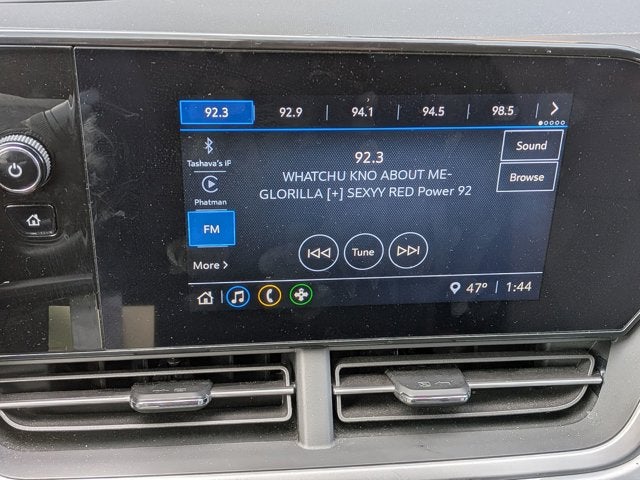 92.3 92.9 94.1 94.5 98.5
Tashava's iP
Phatman
FM
More
92.3
WHATCHU KNO ABOUT ME-
GLORILLA [+] SEXYY RED Power 92
Sound
Browse
Tune
47° 1:44